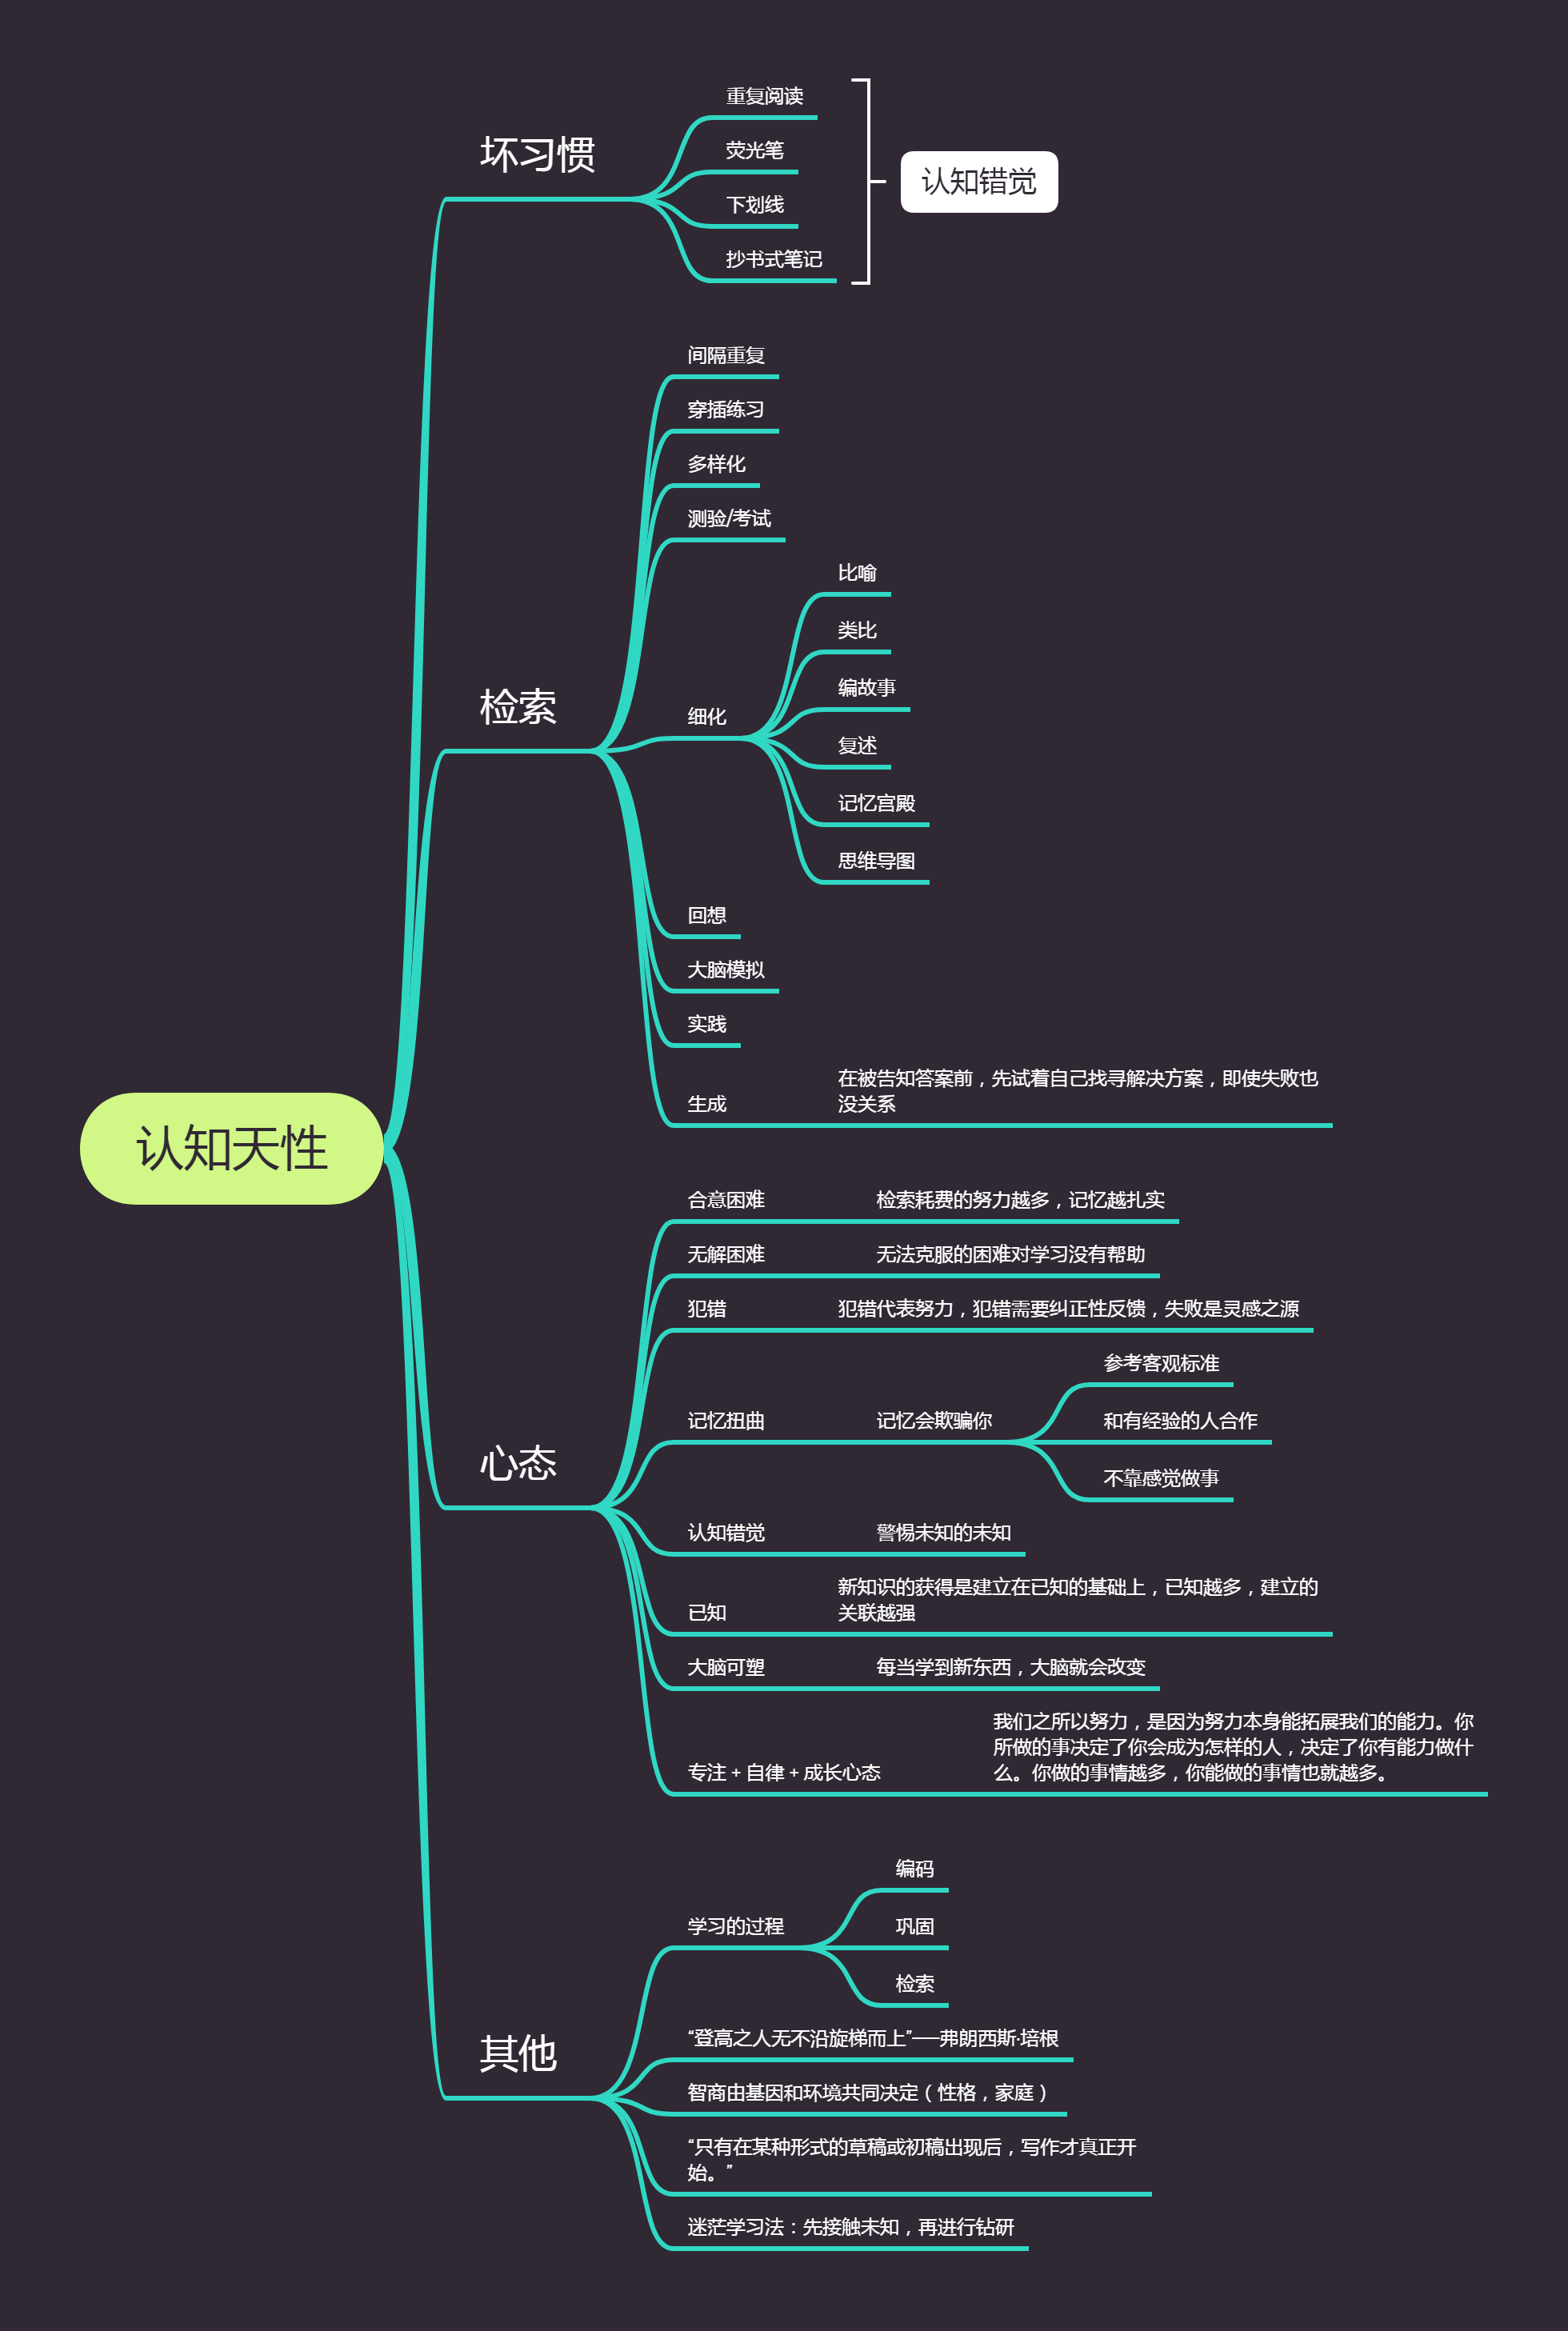 认知天性
坏习惯
重复阅读
荧光笔
下划线
抄书式笔记
认知错觉
检索
间隔重复
穿插练习
多样化
测验/考试
细化
比喻
类比
编故事
复述
记忆宫殿
思维导图
回想
大脑模拟
实践
生成
在被告知答案前，先试着自己找寻解决方案，即使失败也
没关系
心态
合意困难
检索耗费的努力越多，记忆越扎实
无解困难
无法克服的困难对学习没有帮助
犯错
犯错代表努力，犯错需要纠正性反馈，失败是灵感之源
记忆扭曲
记忆会欺骗你
参考客观标准
和有经验的人合作
不靠感觉做事
认知错觉
警惕未知的未知
已知
新知识的获得是建立在已知的基础上，已知越多，建立的
关联越强
大脑可塑
每当学到新东西，大脑就会改变
专注 + 自律 + 成长心态
我们之所以努力，是因为努力本身能拓展我们的能力。你
所做的事决定了你会成为怎样的人，决定了你有能力做什
么。你做的事情越多，你能做的事情也就越多。
其他
学习的过程
编码
巩固
检索
“登高之人无不沿旋梯而上”——弗朗西斯·培根
智商由基因和环境共同决定（性格，家庭）
“只有在某种形式的草稿或初稿出现后，写作才真正开
始。”
迷茫学习法：先接触未知，再进行钻研